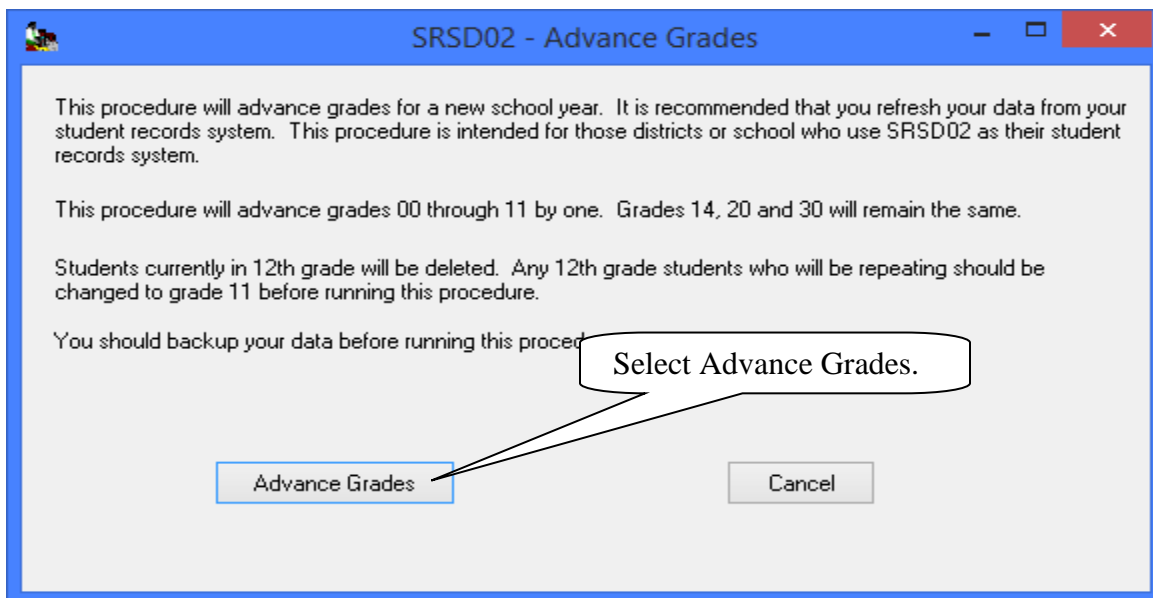 SRSD02 - Advance Grades
This procedure will advance grades for a new school year. It is recommended that you refresh your data from your
student records system. This procedure is intended for those districts or school who use SRSD02 as their student
records system.
This procedure will advance grades 00 through 11 by one. Grades 14, 20 and 30 will remain the same.
Students currently in 12th grade will be deleted. Any 12th grade students who will be repeating should be
changed to grade 11 before running this procedure.
You should backup your data before running this
Select Advance Grades.
Advance Grades
Cancel